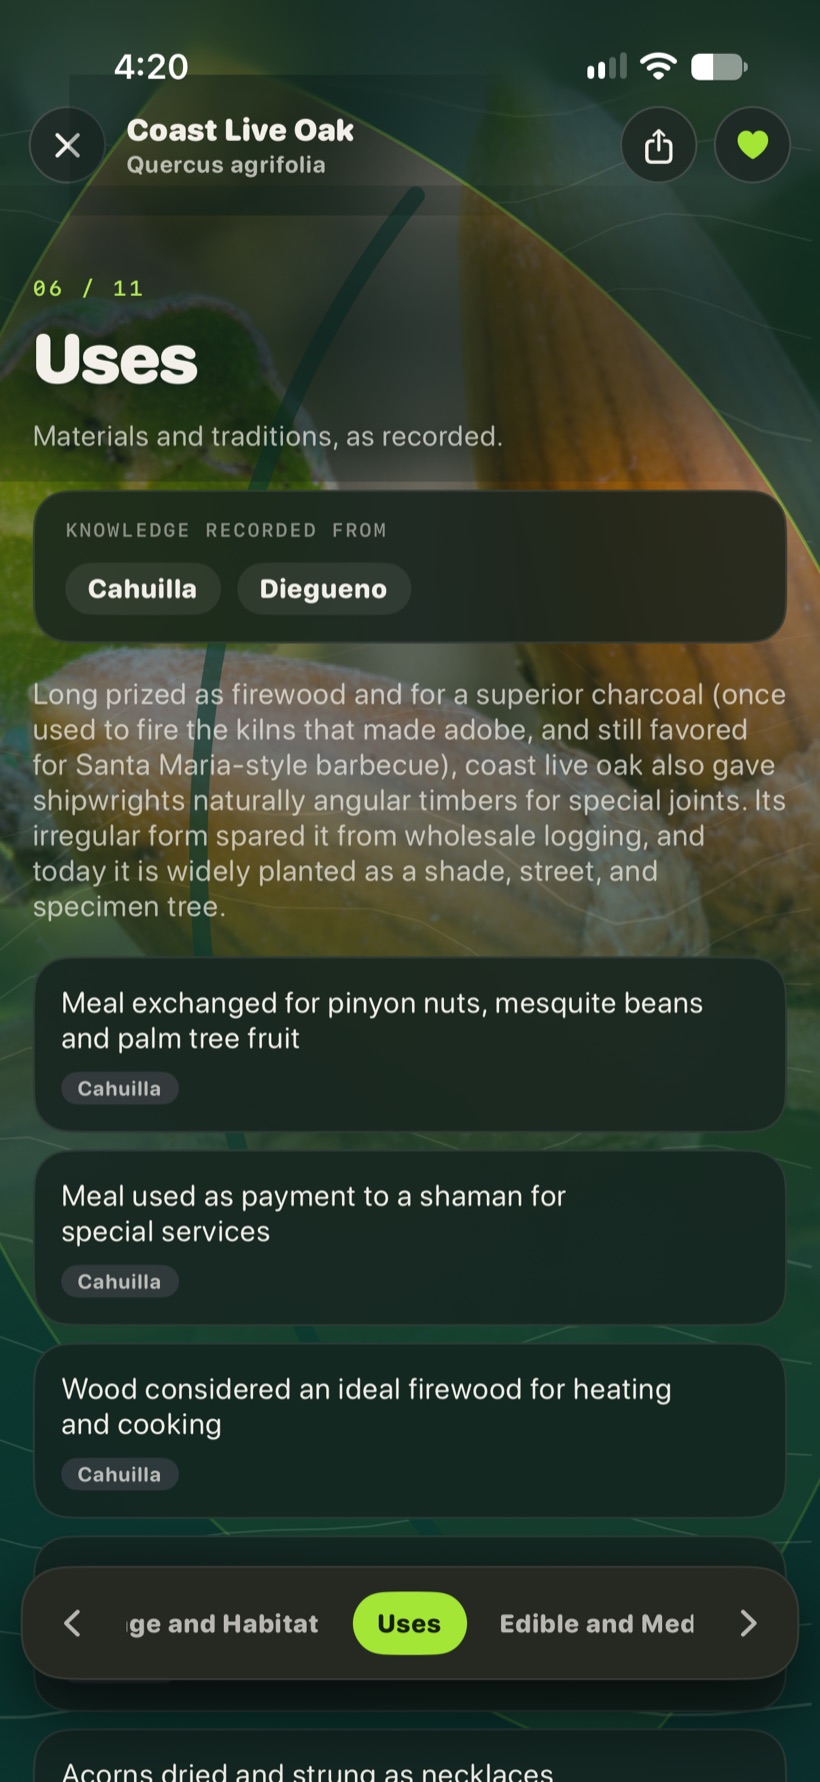 4:20
Coast Live Oak
Quercus agrifolia
06 / 11
Uses
Materials and traditions, as recorded.
KNOWLEDGE RECORDED FROM
Cahuilla Diegueno
Long prized as firewood and for a superior charcoal (once
used to fire the kilns that made adobe, and still favored
for Santa Maria-style barbecue), coast live oak also gave
shipwrights naturally angular timbers for special joints. Its
irregular form spared it from wholesale logging, and
today it is widely planted as a shade, street, and
specimen tree.
Meal exchanged for pinyon nuts, mesquite beans
and palm tree fruit
Cahuilla
Meal used as payment to a shaman for
special services
Cahuilla
Wood considered an ideal firewood for heating
and cooking
Cahuilla
ge and Habitat Uses Edible and Med
Acorns dried and strung as necklaces